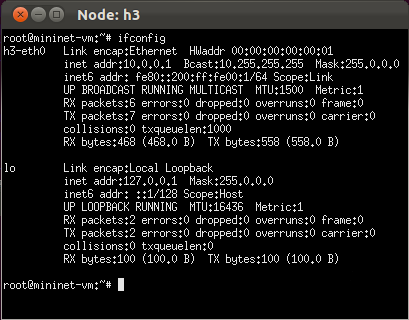 Node: h3
root@mininet-vm:~# ifconfig
h3-eth0   Link encap:Ethernet  HWaddr 00:00:00:00:00:01
          inet addr:10.0.0.1  Bcast:10.255.255.255  Mask:255.0.0.0
          inet6 addr: fe80::200:ff:fe00:1/64 Scope:Link
          UP BROADCAST RUNNING MULTICAST  MTU:1500  Metric:1
          RX packets:6 errors:0 dropped:0 overruns:0 frame:0
          TX packets:7 errors:0 dropped:0 overruns:0 carrier:0
          collisions:0 txqueuelen:1000
          RX bytes:468 (468.0 B)  TX bytes:558 (558.0 B)
lo        Link encap:Local Loopback
          inet addr:127.0.0.1  Mask:255.0.0.0
          inet6 addr: ::1/128 Scope:Host
          UP LOOPBACK RUNNING  MTU:16436  Metric:1
          RX packets:2 errors:0 dropped:0 overruns:0 frame:0
          TX packets:2 errors:0 dropped:0 overruns:0 carrier:0
          collisions:0 txqueuelen:0
          RX bytes:100 (100.0 B)  TX bytes:100 (100.0 B)
root@mininet-vm:~#